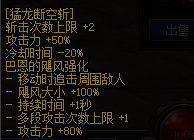 [猛龙断空斩]
斩击次数上限 +2
攻击力 +50%
冷却时间 -20%
巴恩的飓风强化
- 移动时追击周围敌人
- 飓风大小 +100%
- 持续时间 +1秒
- 多段攻击次数上限 +2
- 攻击力 +80%
出售